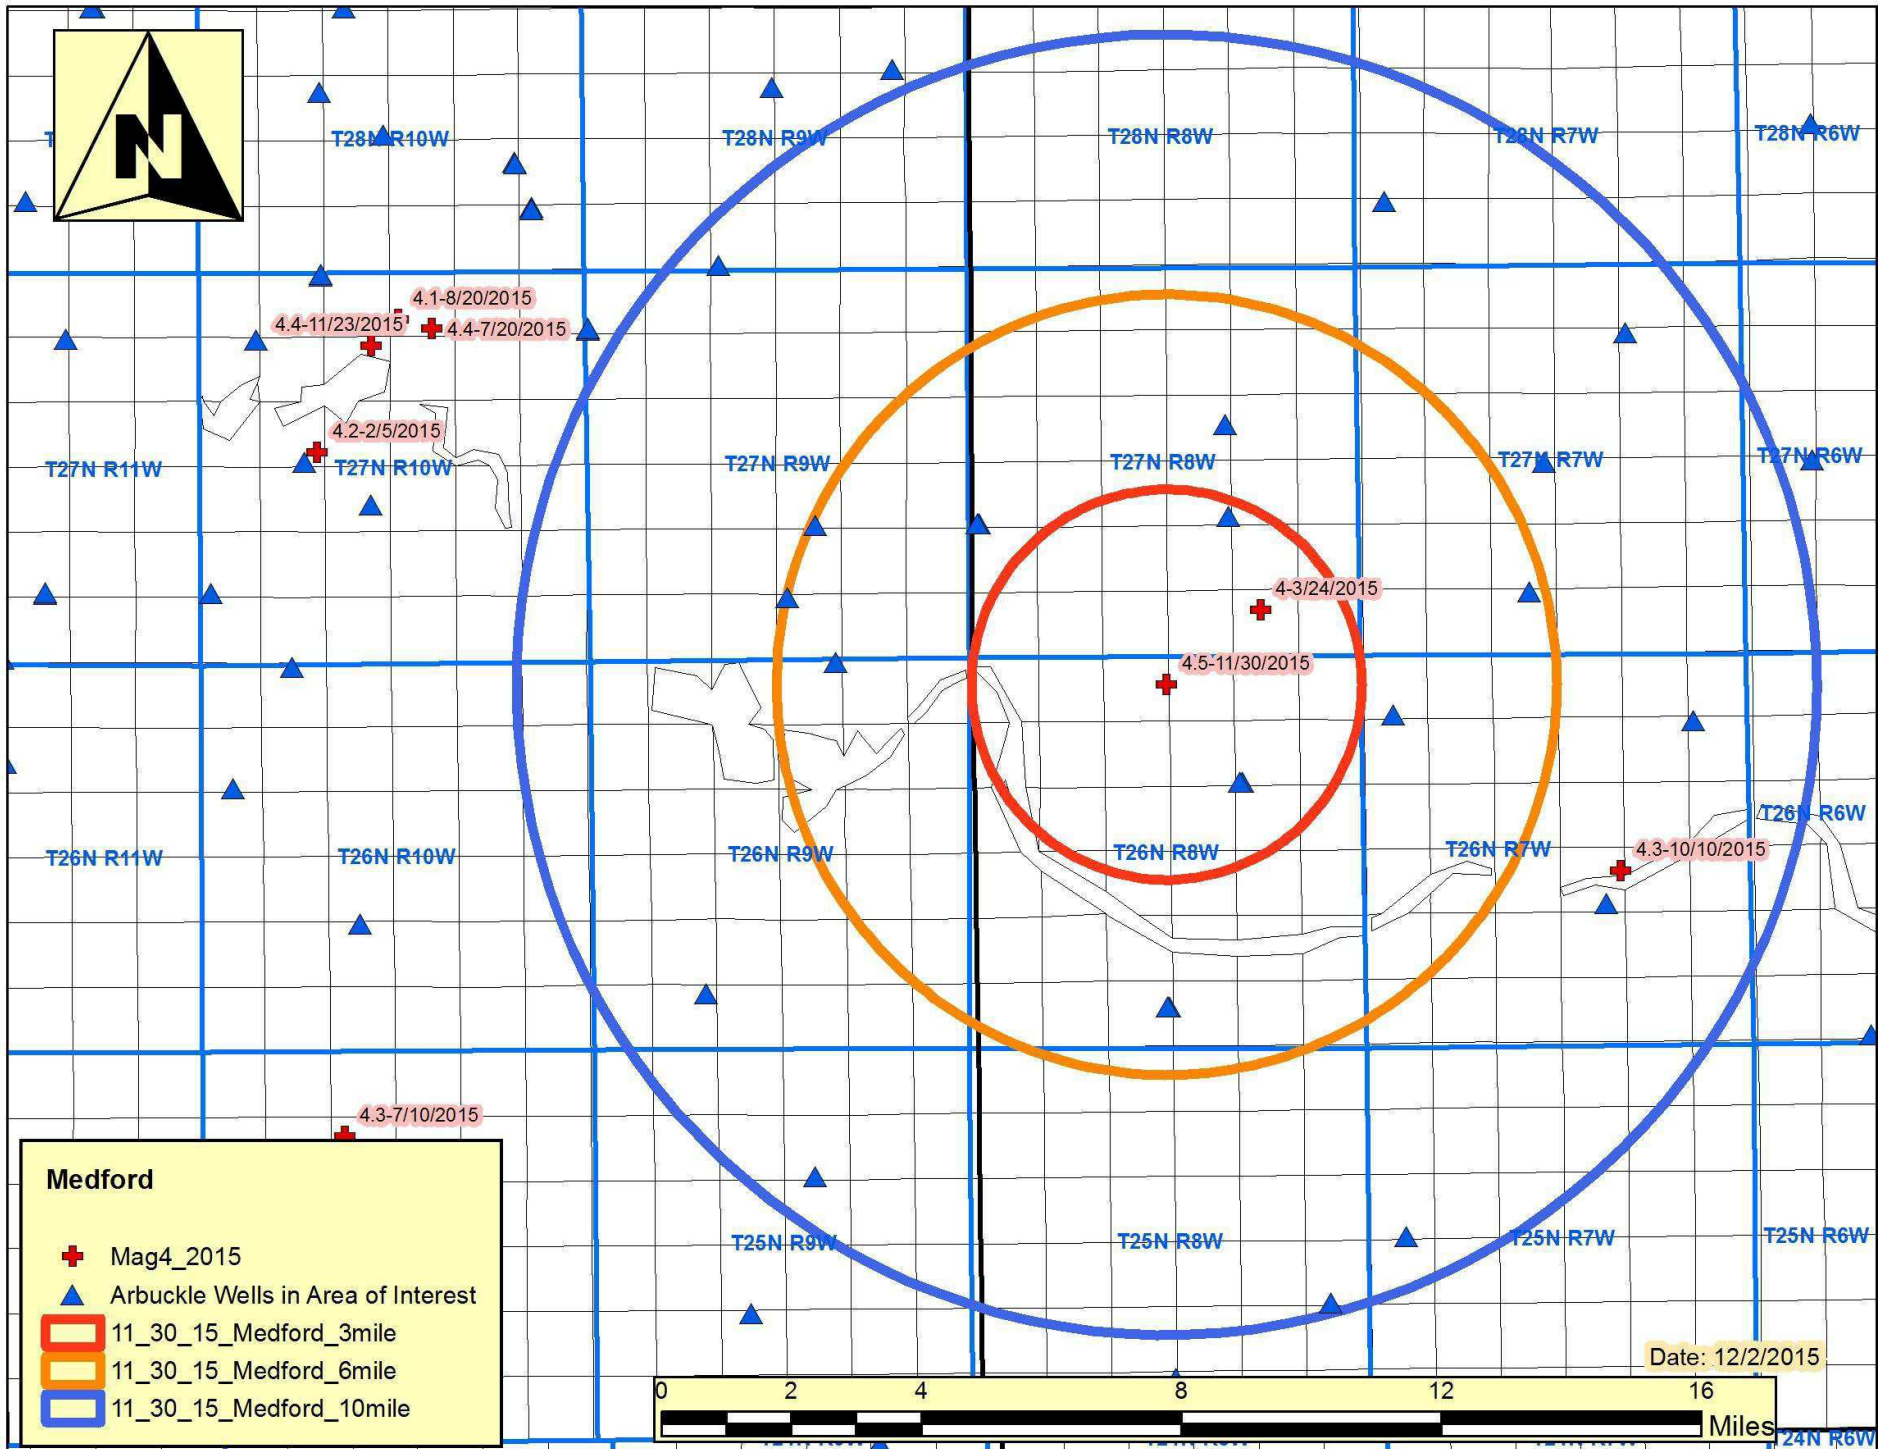 N
T28N R10W
T28N R9W
T28N R8W
T28N R7W
T28N R6W
4.1-8/20/2015
4.4-11/23/2015
4.4-7/20/2015
4.2-2/5/2015
T27N R11W
T27N R10W
T27N R9W
T27N R8W
T27N R7W
T27N R6W
4-3/24/2015
4.5-11/30/2015
T26N R11W
T26N R10W
T26N R9W
T26N R8W
T26N R7W
T26N R6W
4.3-10/10/2015
4.3-7/10/2015
T25N R9W
T25N R8W
T25N R7W
T25N R6W
Medford
Mag4_2015
Arbuckle Wells in Area of Interest
11_30_15_Medford_3mile
11_30_15_Medford_6mile
11_30_15_Medford_10mile
Date: 12/2/2015
0 2 4 8 12 16
Miles
T24N R6W